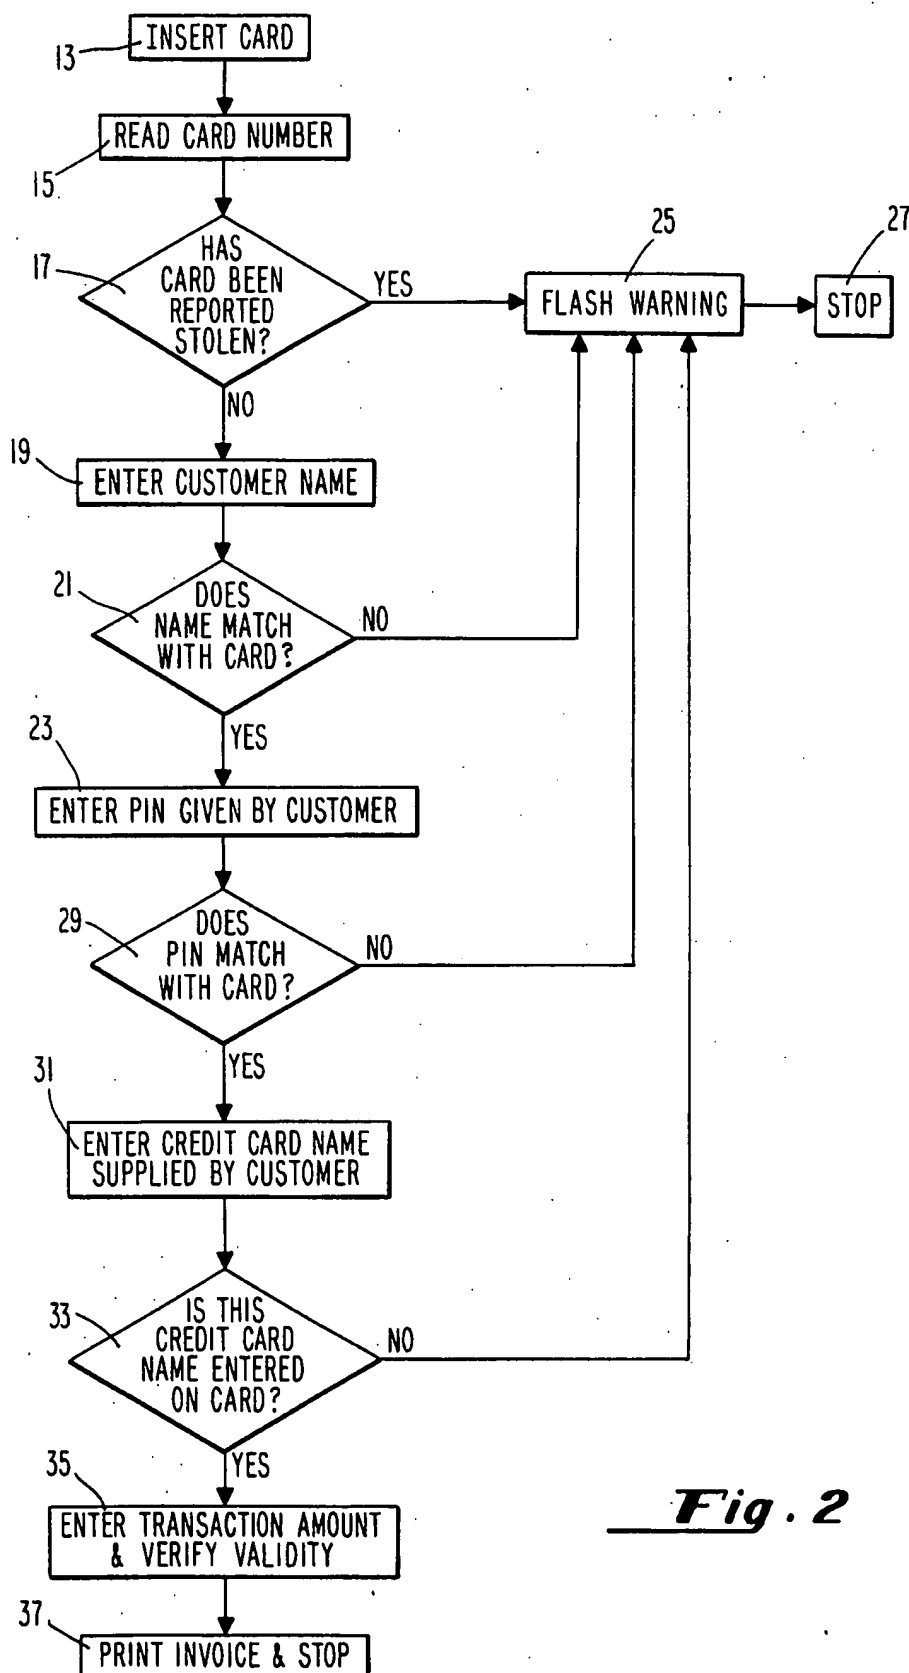 INSERT CARD
13
READ CARD NUMBER
15
HAS
CARD BEEN
REPORTED
STOLEN?
17
YES
25
FLASH WARNING
27
STOP
NO
19
ENTER CUSTOMER NAME
21
DOES
NAME MATCH
WITH CARD?
NO
YES
23
ENTER PIN GIVEN BY CUSTOMER
29
DOES
PIN MATCH
WITH CARD?
NO
YES
31
ENTER CREDIT CARD NAME
SUPPLIED BY CUSTOMER
33
IS THIS
CREDIT CARD
NAME ENTERED
ON CARD?
NO
YES
35
ENTER TRANSACTION AMOUNT
& VERIFY VALIDITY
Fig. 2
37
PRINT INVOICE & STOP